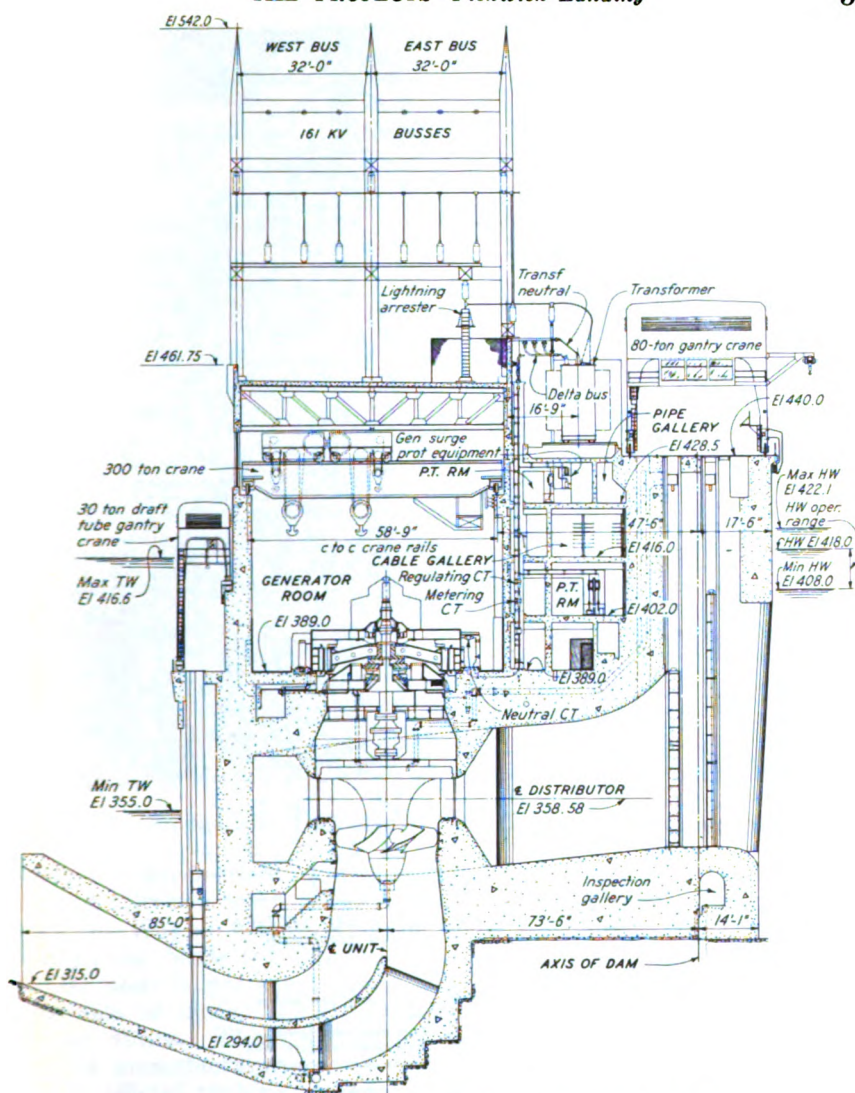 El 542.0
WEST BUS
32'-0"
EAST BUS
32'-0"
161 KV BUSSES
Lightning
arrester
Transf
neutral
Transformer
80-ton gantry crane
El 461.75
Delta bus
16'-9"
El 440.0
PIPE
GALLERY
El 428.5
Gen surge
prot equipment
300 ton crane
P.T. RM
30 ton draft
tube gantry
crane
58'-9"
c to c crane rails
47'-6"
17'-6"
Max HW
El 422.1
HW oper.
range
HW El 418.0
Min HW
El 408.0
CABLE GALLERY
El 416.0
Max TW
El 416.6
GENERATOR
ROOM
Regulating CT
Metering
CT
P.T.
RM
El 402.0
El 389.0
El 389.0
Neutral CT
Min TW
El 355.0
℄ DISTRIBUTOR
El 358.58
Inspection
gallery
85'-0"
73'-6"
14'-1"
℄ UNIT
AXIS OF DAM
El 315.0
El 294.0